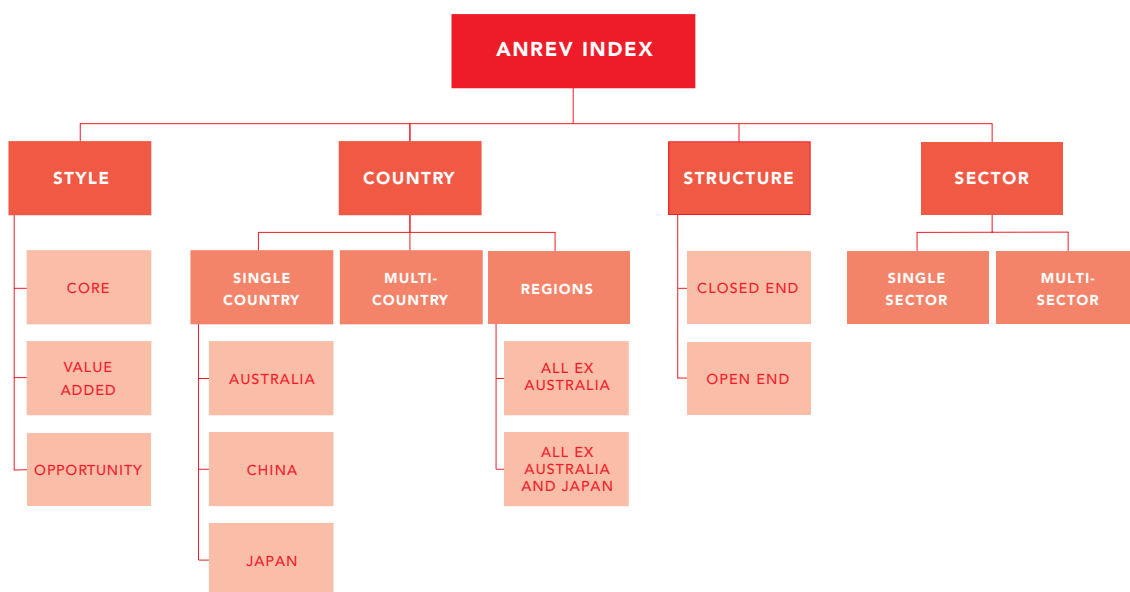 ANREV INDEX
STYLE
COUNTRY
STRUCTURE
SECTOR
CORE
VALUE
ADDED
OPPORTUNITY
SINGLE
COUNTRY
AUSTRALIA
CHINA
JAPAN
MULTI-
COUNTRY
REGIONS
ALL EX
AUSTRALIA
ALL EX
AUSTRALIA
AND JAPAN
CLOSED END
OPEN END
SINGLE
SECTOR
MULTI-
SECTOR